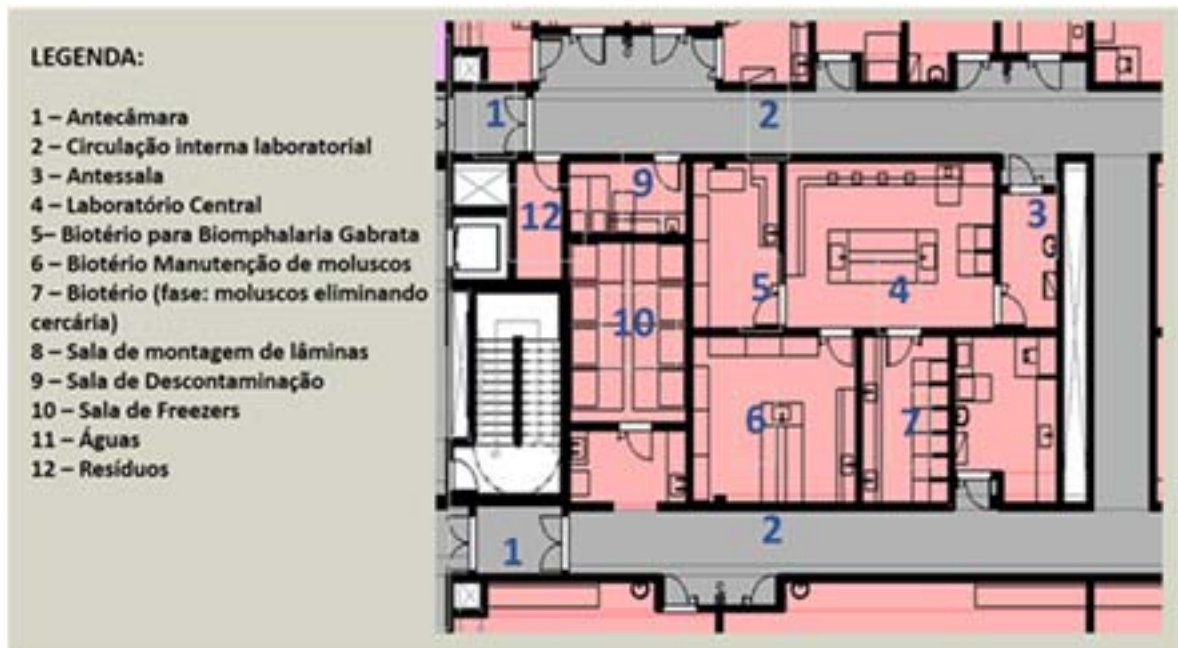 LEGENDA:
1 – Antecâmara
2 – Circulação interna laboratorial
3 – Antessala
4 – Laboratório Central
5– Biotério para Biomphalaria Gabrata
6 – Biotério Manutenção de moluscos
7 – Biotério (fase: moluscos eliminando
cercária)
8 – Sala de montagem de lâminas
9 – Sala de Descontaminação
10 – Sala de Freezers
11 – Águas
12 – Resíduos
1
2
9
12
3
5
4
10
6
7
2
1